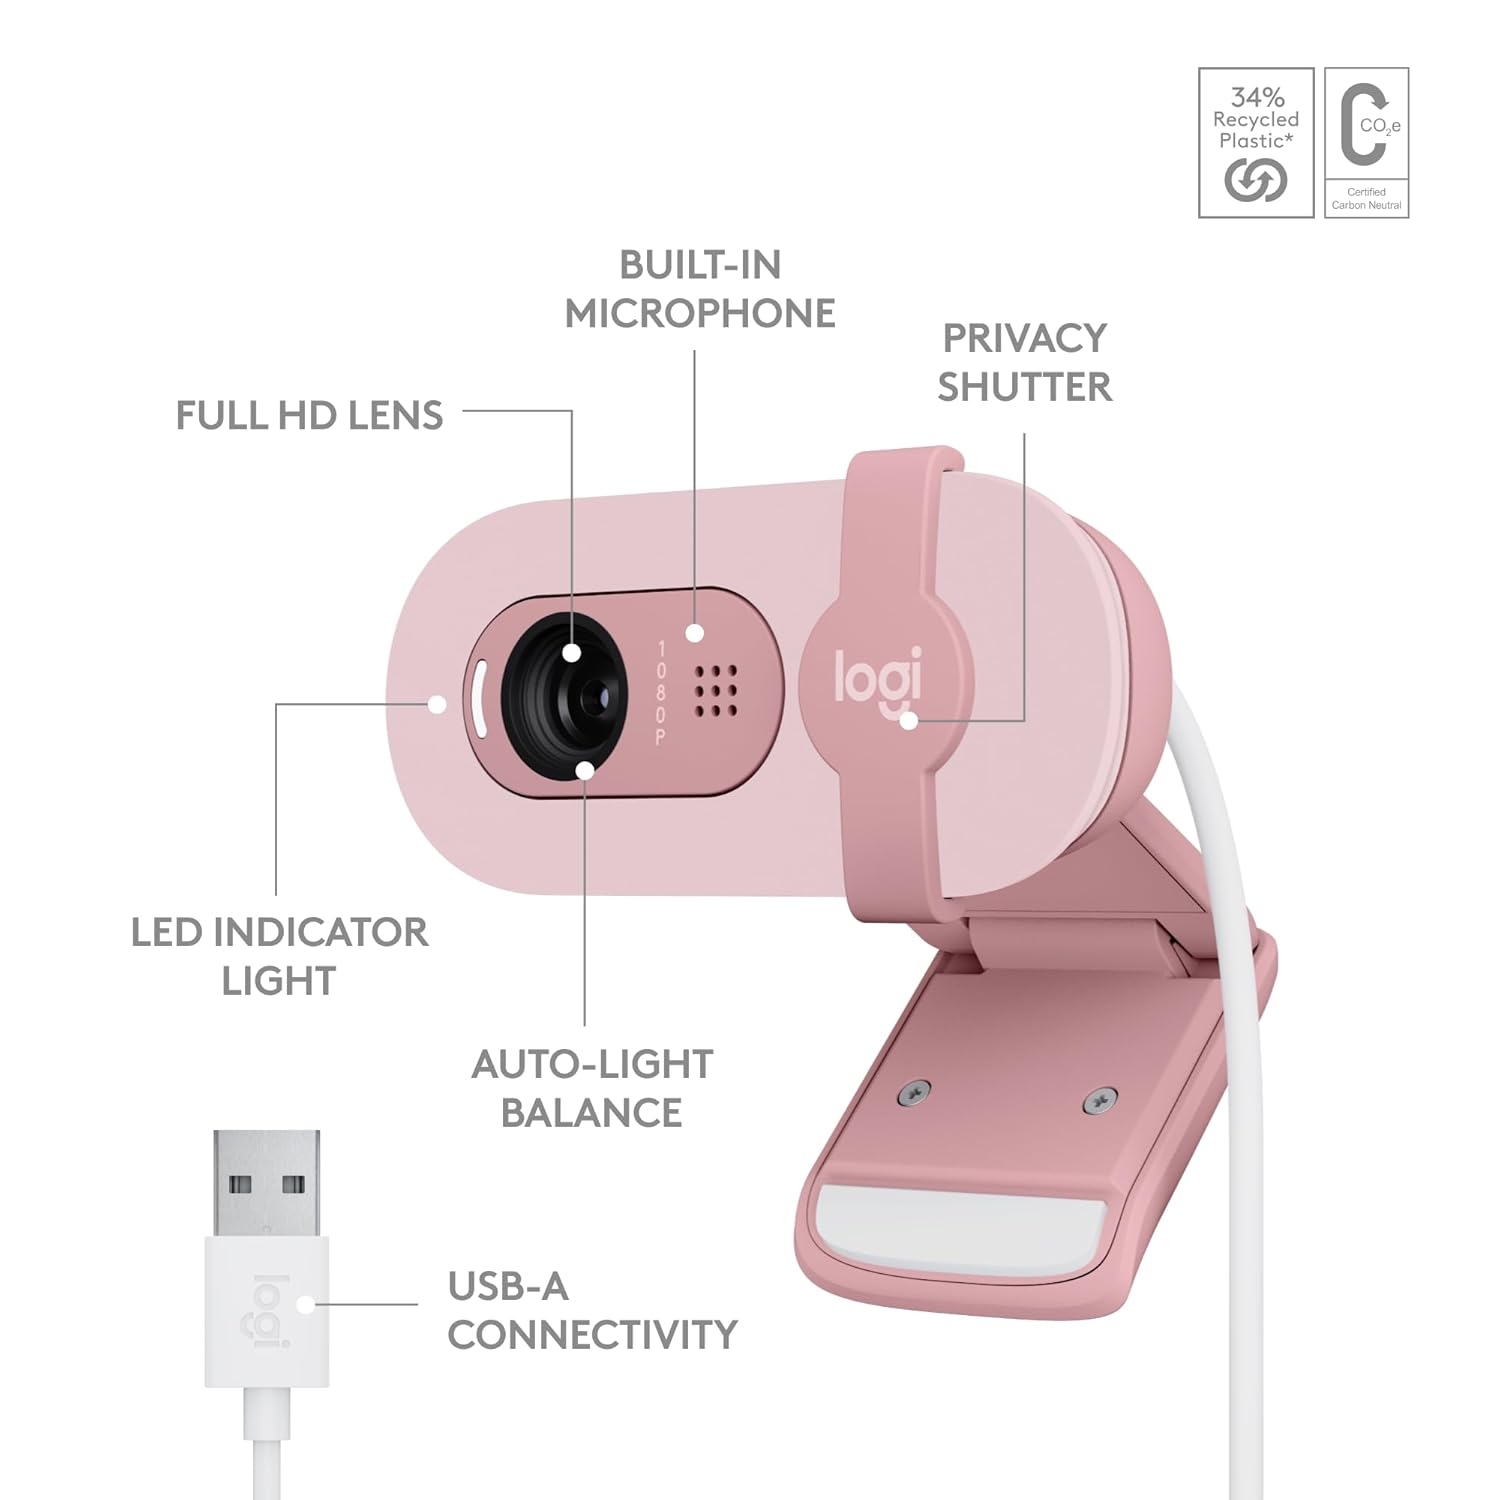 34%
Recycled
Plastic*
CO₂e
Certified
Carbon Neutral
BUILT-IN
MICROPHONE
PRIVACY
SHUTTER
FULL HD LENS
1080P
logi
LED INDICATOR
LIGHT
AUTO-LIGHT
BALANCE
logi
USB-A
CONNECTIVITY